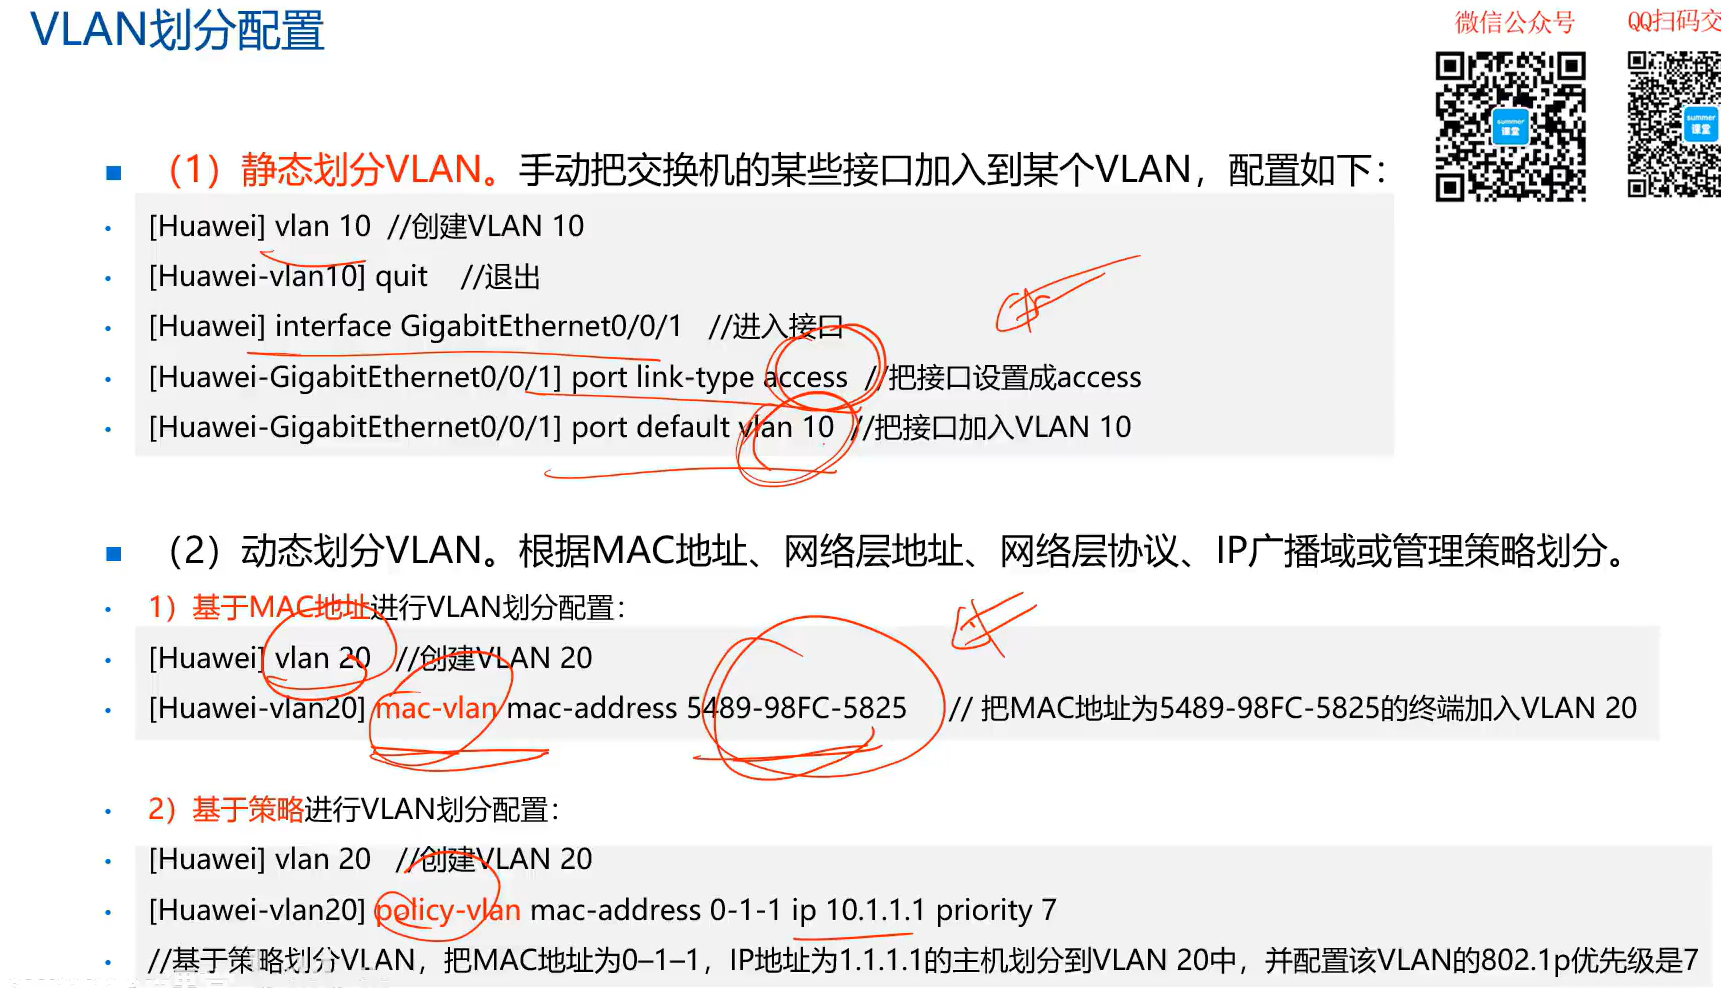 VLAN划分配置
微信公众号
QQ扫码交
summer
课堂
summer
课堂
（1）静态划分VLAN。手动把交换机的某些接口加入到某个VLAN，配置如下：
[Huawei] vlan 10 //创建VLAN 10
[Huawei-vlan10] quit //退出
[Huawei] interface GigabitEthernet0/0/1 //进入接口
[Huawei-GigabitEthernet0/0/1] port link-type access //把接口设置成access
[Huawei-GigabitEthernet0/0/1] port default vlan 10 //把接口加入VLAN 10
（2）动态划分VLAN。根据MAC地址、网络层地址、网络层协议、IP广播域或管理策略划分。
1）基于MAC地址进行VLAN划分配置：
[Huawei] vlan 20 //创建VLAN 20
[Huawei-vlan20] mac-vlan mac-address 5489-98FC-5825 // 把MAC地址为5489-98FC-5825的终端加入VLAN 20
2）基于策略进行VLAN划分配置：
[Huawei] vlan 20 //创建VLAN 20
[Huawei-vlan20] policy-vlan mac-address 0-1-1 ip 10.1.1.1 priority 7
//基于策略划分VLAN，把MAC地址为0–1–1，IP地址为1.1.1.1的主机划分到VLAN 20中，并配置该VLAN的802.1p优先级是7